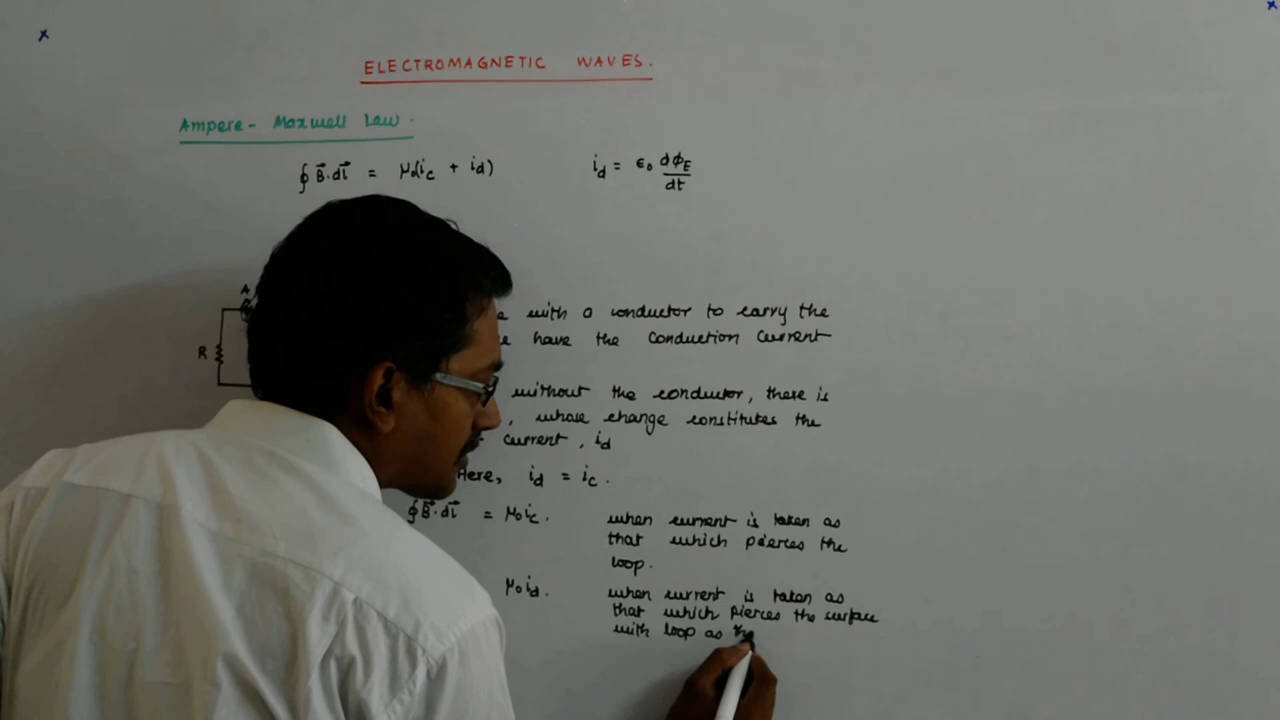 ELECTROMAGNETIC WAVES.
Ampere - Maxwell Law.
∮B⃗.dl⃗ = μ₀(i_c + i_d)
i_d = ε₀ dϕ_E/dt
A
with a conductor to carry the
R
have the Conduction Current
without the conductor, there is
, whose change constitutes the
current, i_d
Here, i_d = i_c.
∮B⃗.dl⃗ = μ₀i_c.
when current is taken as
that which pierces the
loop.
μ₀i_d.
when current is taken as
that which pierces the surface
with loop as the